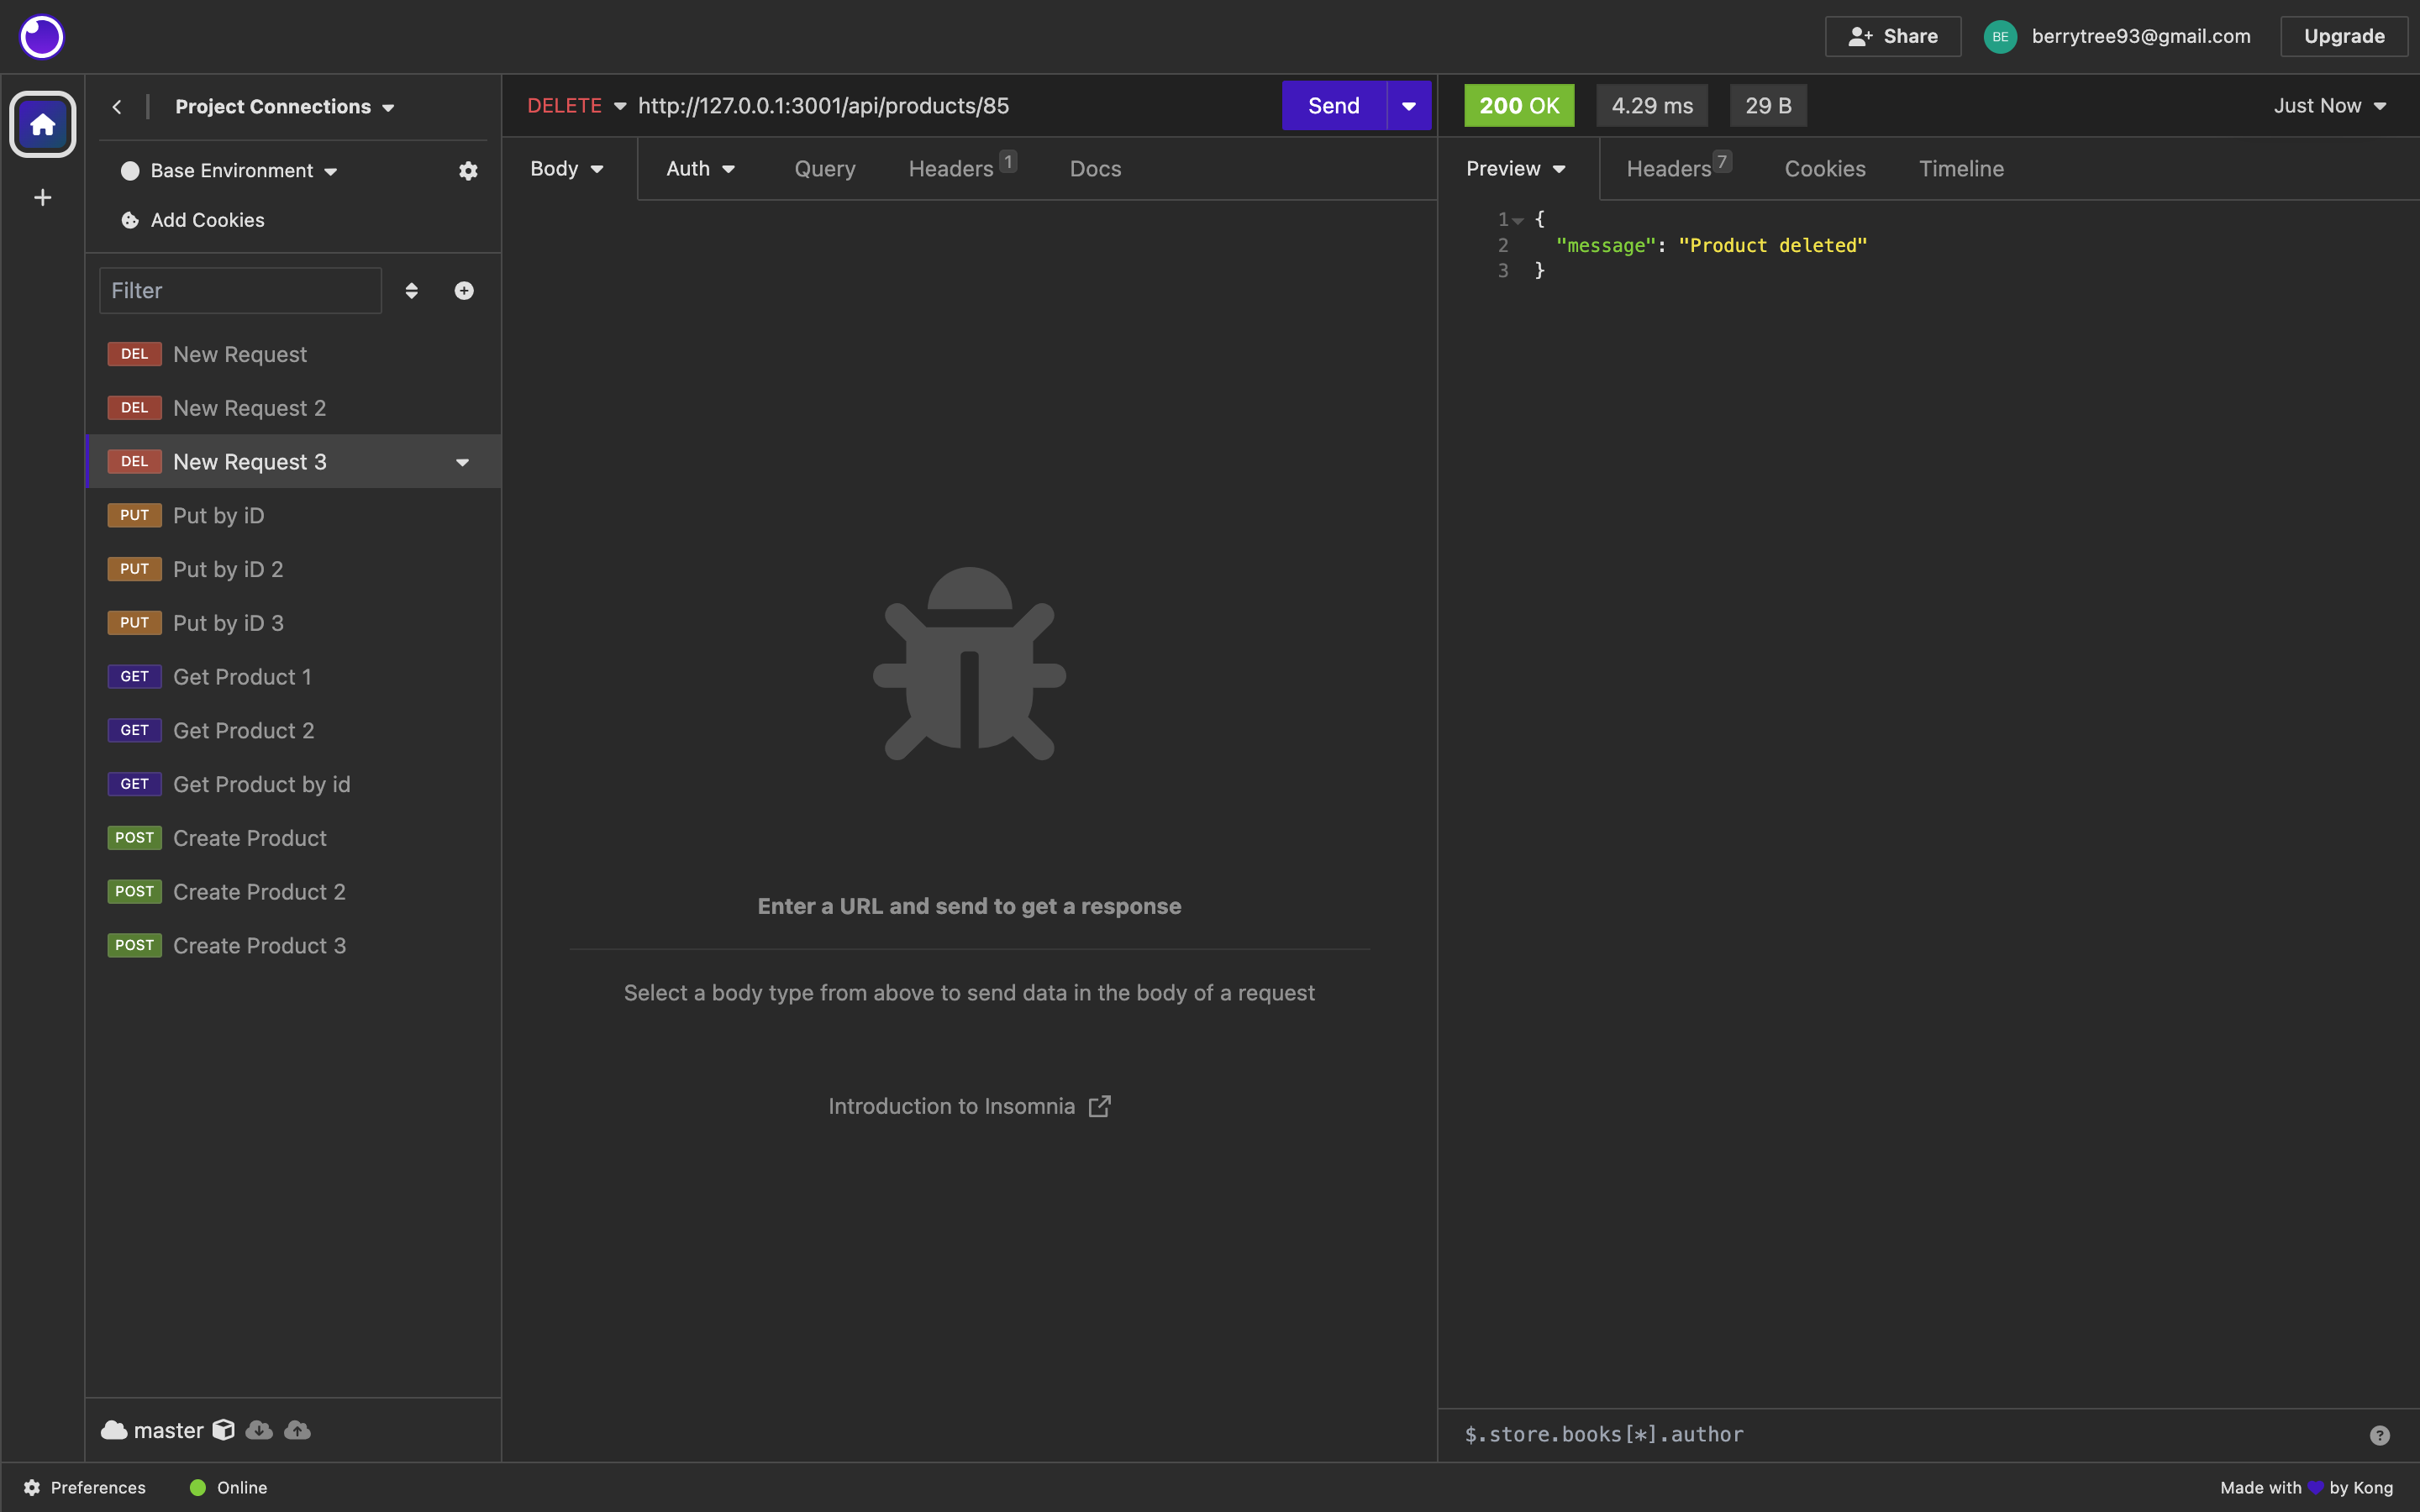 Share
BE
berrytree93@gmail.com
Upgrade
Project Connections
Base Environment
Add Cookies
Filter
DEL New Request
DEL New Request 2
DEL New Request 3
PUT Put by iD
PUT Put by iD 2
PUT Put by iD 3
GET Get Product 1
GET Get Product 2
GET Get Product by id
POST Create Product
POST Create Product 2
POST Create Product 3
master
DELETE http://127.0.0.1:3001/api/products/85 Send
Body Auth Query Headers 1 Docs
Enter a URL and send to get a response
Select a body type from above to send data in the body of a request
Introduction to Insomnia
200 OK 4.29 ms 29 B Just Now
Preview Headers 7 Cookies Timeline
1 {
2 "message": "Product deleted"
3 }
$.store.books[*].author
?
Preferences Online Made with by Kong